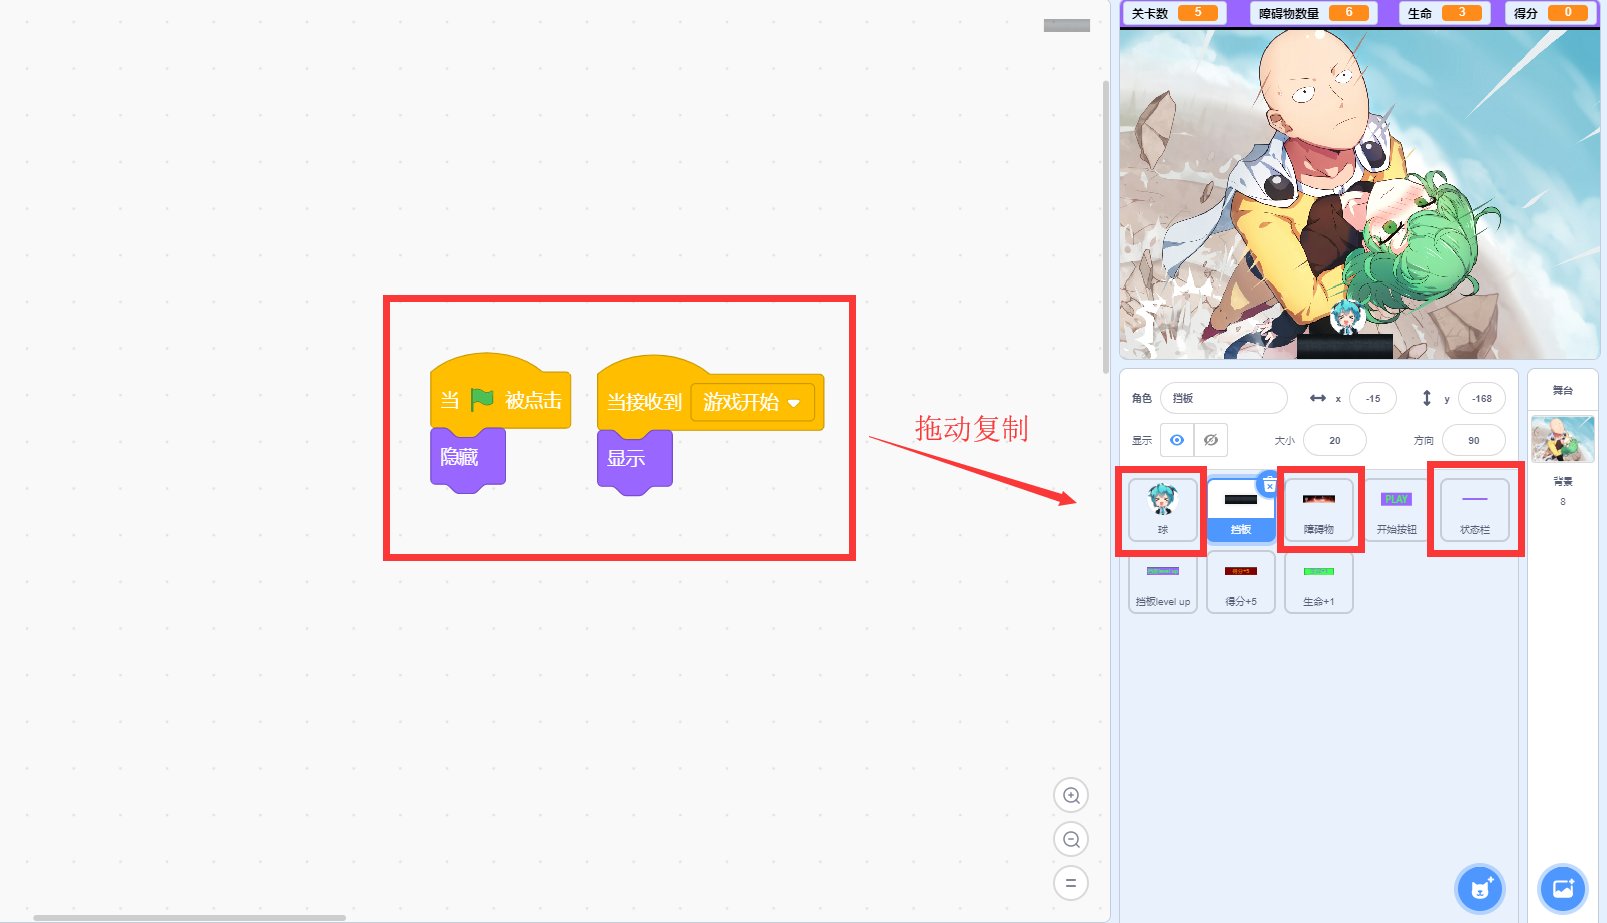 关卡数 5 障碍物数量 6 生命 3 得分 0
当 被点击
隐藏
当接收到 游戏开始
显示
拖动复制
角色 挡板 x -15 y -168
显示 大小 20 方向 90
球 挡板 障碍物 PLAY 开始按钮 状态栏
挡板level up 得分+5 得分+5 生命+1
舞台
背景
8